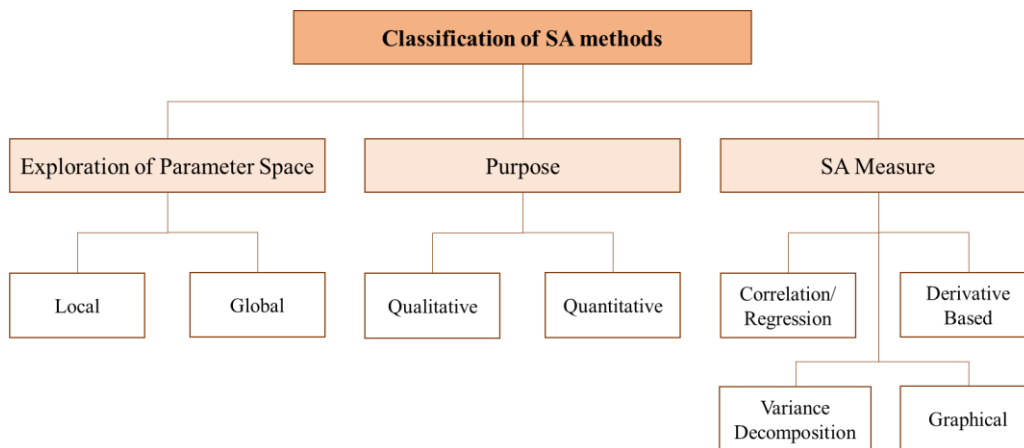 Classification of SA methods
Exploration of Parameter Space
Purpose
SA Measure
Local
Global
Qualitative
Quantitative
Correlation/
Regression
Derivative
Based
Variance
Decomposition
Graphical